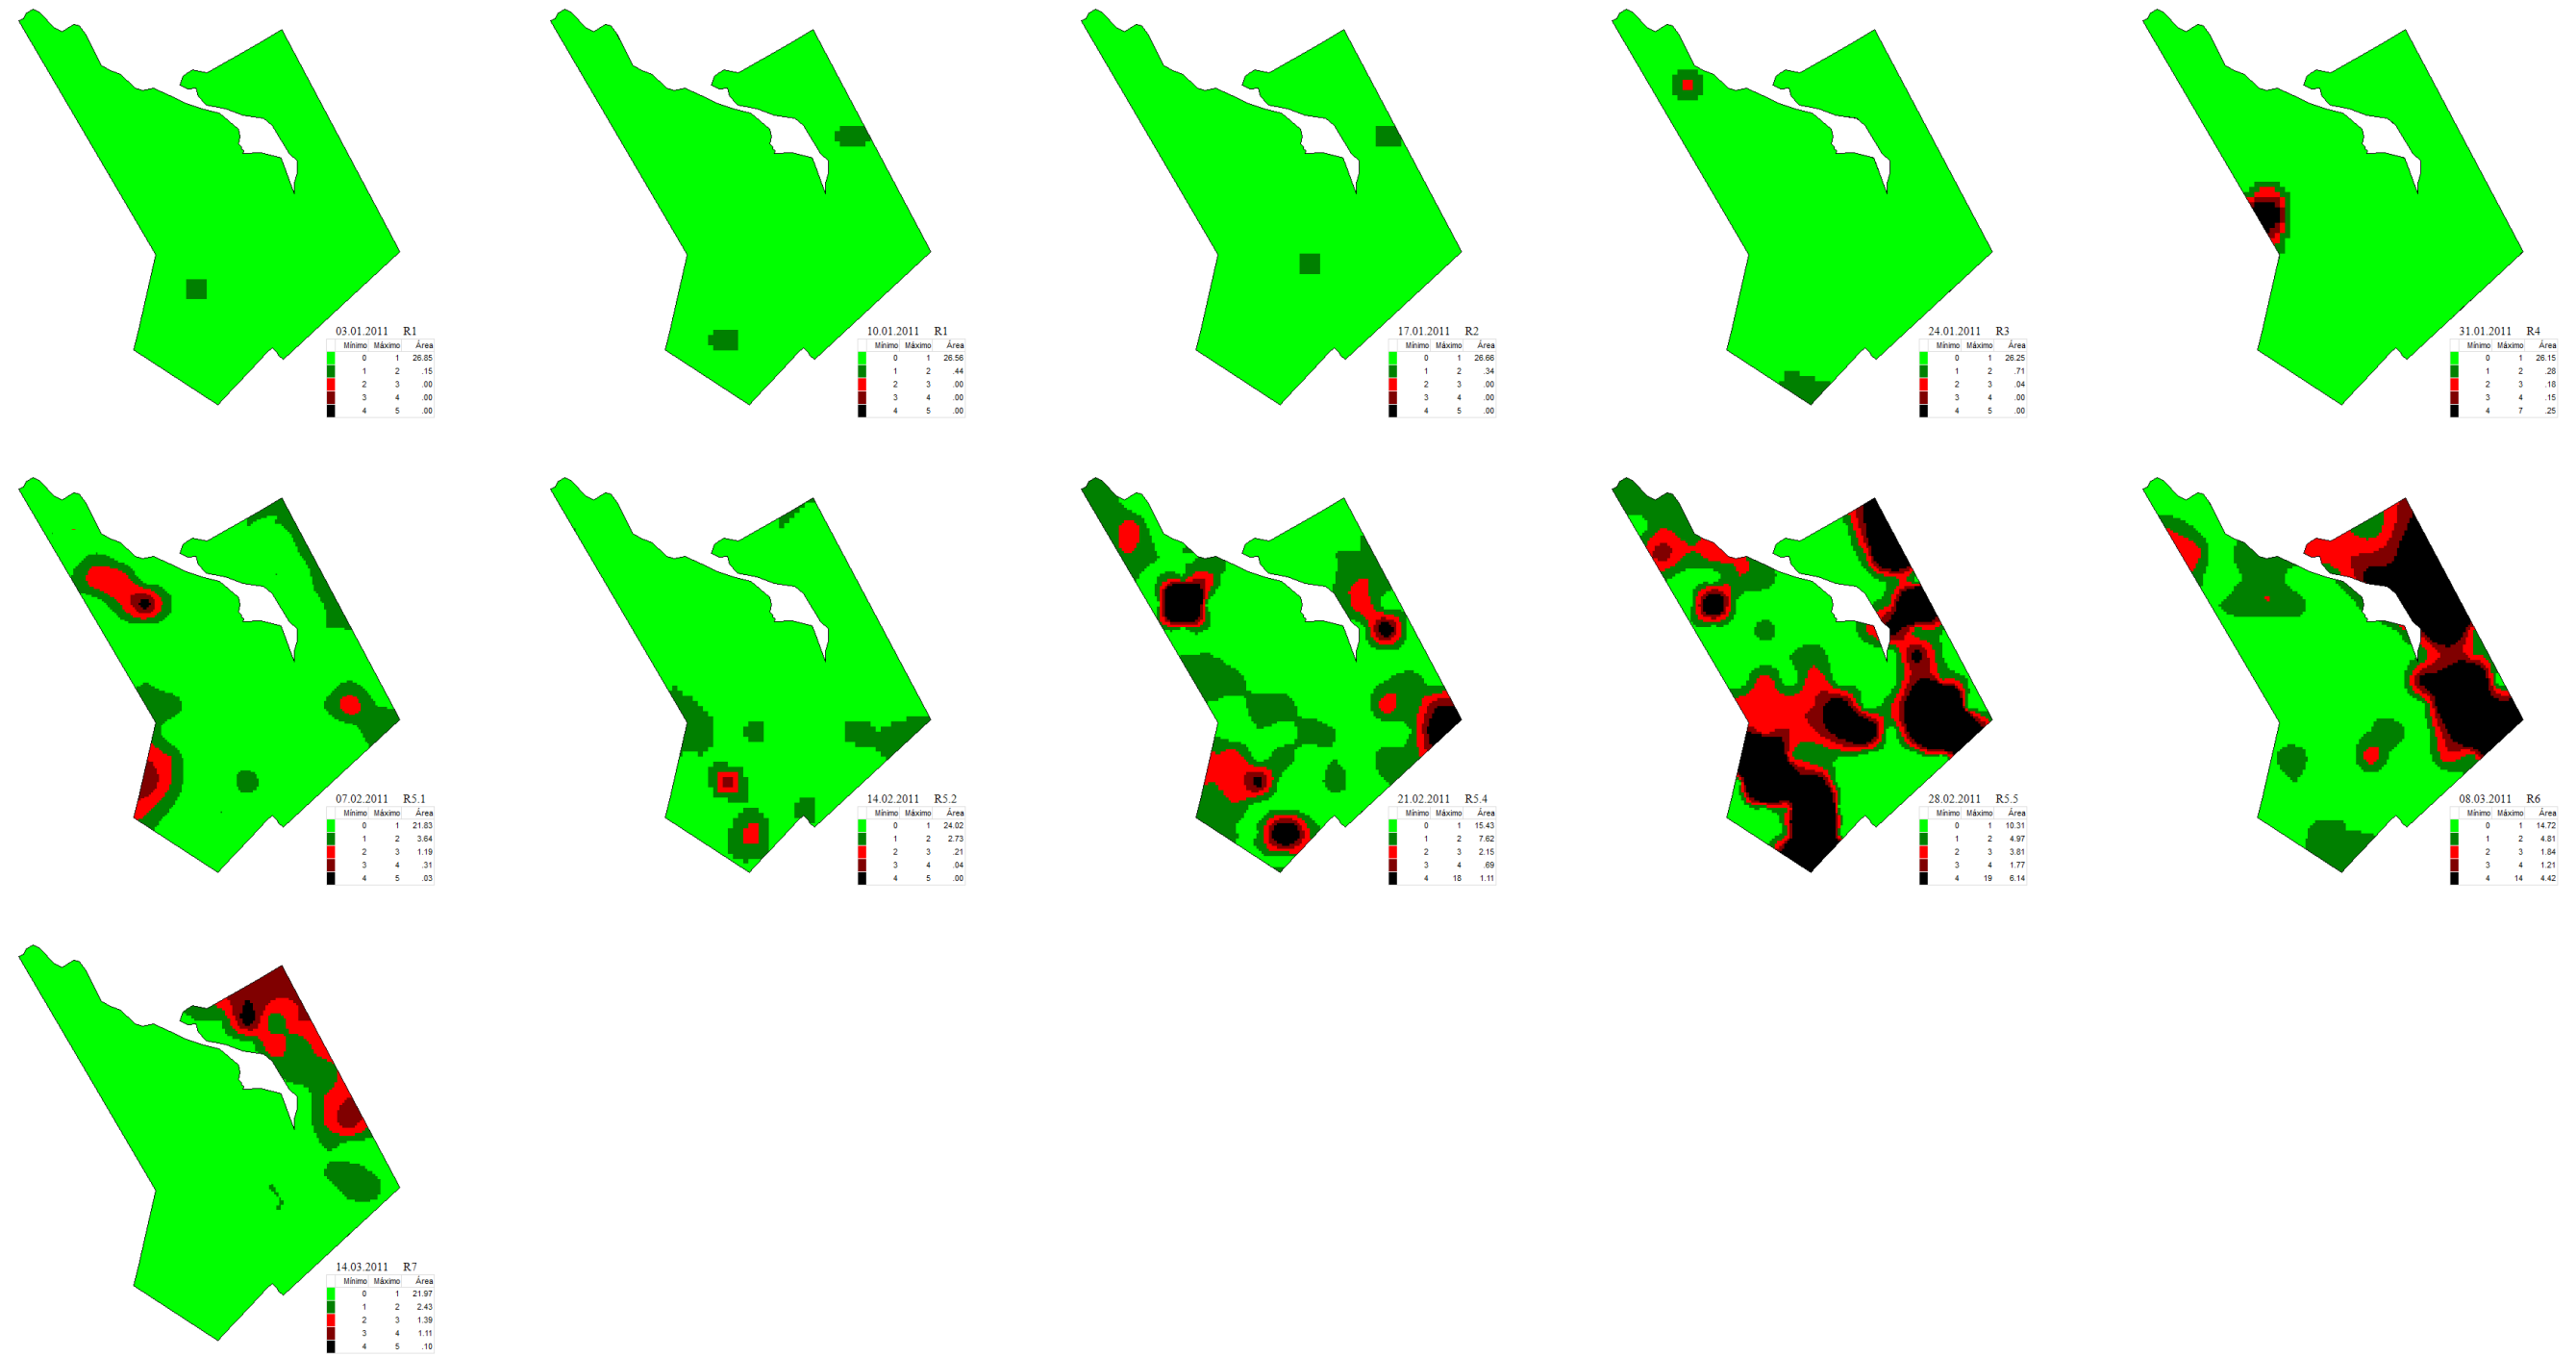 03.01.2011 R1
Mínimo Máximo Área
0 1 26.85
1 2 .15
2 3 .00
3 4 .00
4 5 .00
10.01.2011 R1
Mínimo Máximo Área
0 1 26.56
1 2 .44
2 3 .00
3 4 .00
4 5 .00
17.01.2011 R2
Mínimo Máximo Área
0 1 26.66
1 2 .34
2 3 .00
3 4 .00
4 5 .00
24.01.2011 R3
Mínimo Máximo Área
0 1 26.25
1 2 .71
2 3 .04
3 4 .00
4 5 .00
31.01.2011 R4
Mínimo Máximo Área
0 1 26.15
1 2 .28
2 3 .18
3 4 .15
4 7 .25
07.02.2011 R5.1
Mínimo Máximo Área
0 1 21.83
1 2 3.64
2 3 1.19
3 4 .31
4 5 .03
14.02.2011 R5.2
Mínimo Máximo Área
0 1 24.02
1 2 2.73
2 3 .21
3 4 .04
4 5 .00
21.02.2011 R5.4
Mínimo Máximo Área
0 1 15.43
1 2 7.62
2 3 2.15
3 4 .69
4 18 1.11
28.02.2011 R5.5
Mínimo Máximo Área
0 1 10.31
1 2 4.97
2 3 3.81
3 4 1.77
4 19 6.14
08.03.2011 R6
Mínimo Máximo Área
0 1 14.72
1 2 4.81
2 3 1.84
3 4 1.21
4 14 4.42
14.03.2011 R7
Mínimo Máximo Área
0 1 21.97
1 2 2.43
2 3 1.39
3 4 1.11
4 5 .10